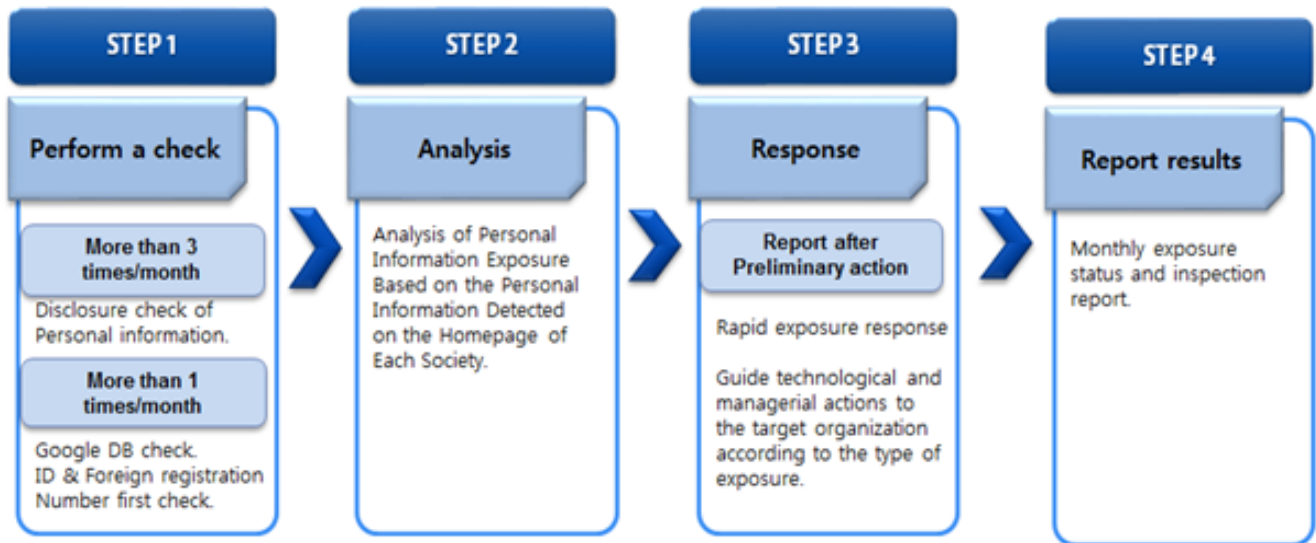 STEP 1
Perform a check
More than 3
times/month
Disclosure check of
Personal information.
More than 1
times/month
Google DB check.
ID & Foreign registration
Number first check.
STEP 2
Analysis
Analysis of Personal
Information Exposure
Based on the Personal
Information Detected
on the Homepage of
Each Society.
STEP 3
Response
Report after
Preliminary action
Rapid exposure response
Guide technological and
managerial actions to
the target organization
according to the type of
exposure.
STEP 4
Report results
Monthly exposure
status and inspection
report.